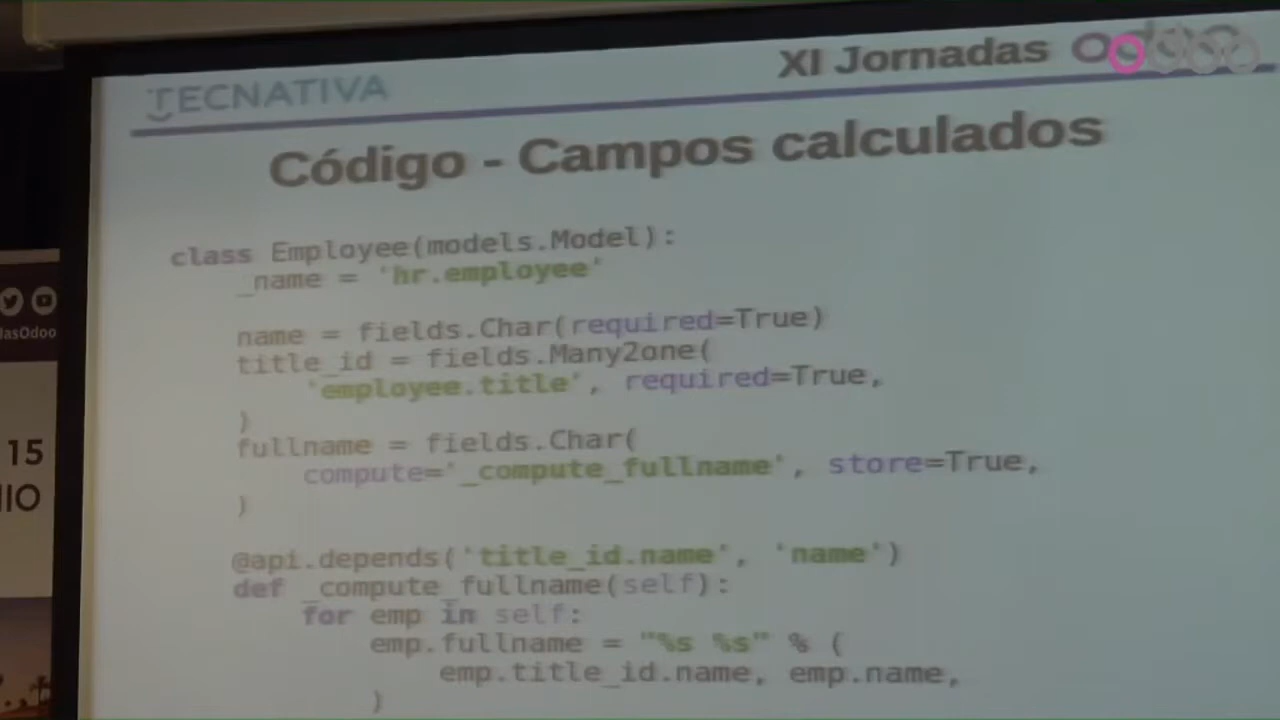 TECNATIVA
XI Jornadas odoo
Código - Campos calculados
class Employee(models.Model):
_name = 'hr.employee'
name = fields.Char(required=True)
title_id = fields.Many2one(
'employee.title', required=True,
)
fullname = fields.Char(
compute='_compute_fullname', store=True,
)
@api.depends('title_id.name', 'name')
def _compute_fullname(self):
for emp in self:
emp.fullname = "%s %s" % (
emp.title_id.name, emp.name,
)
15